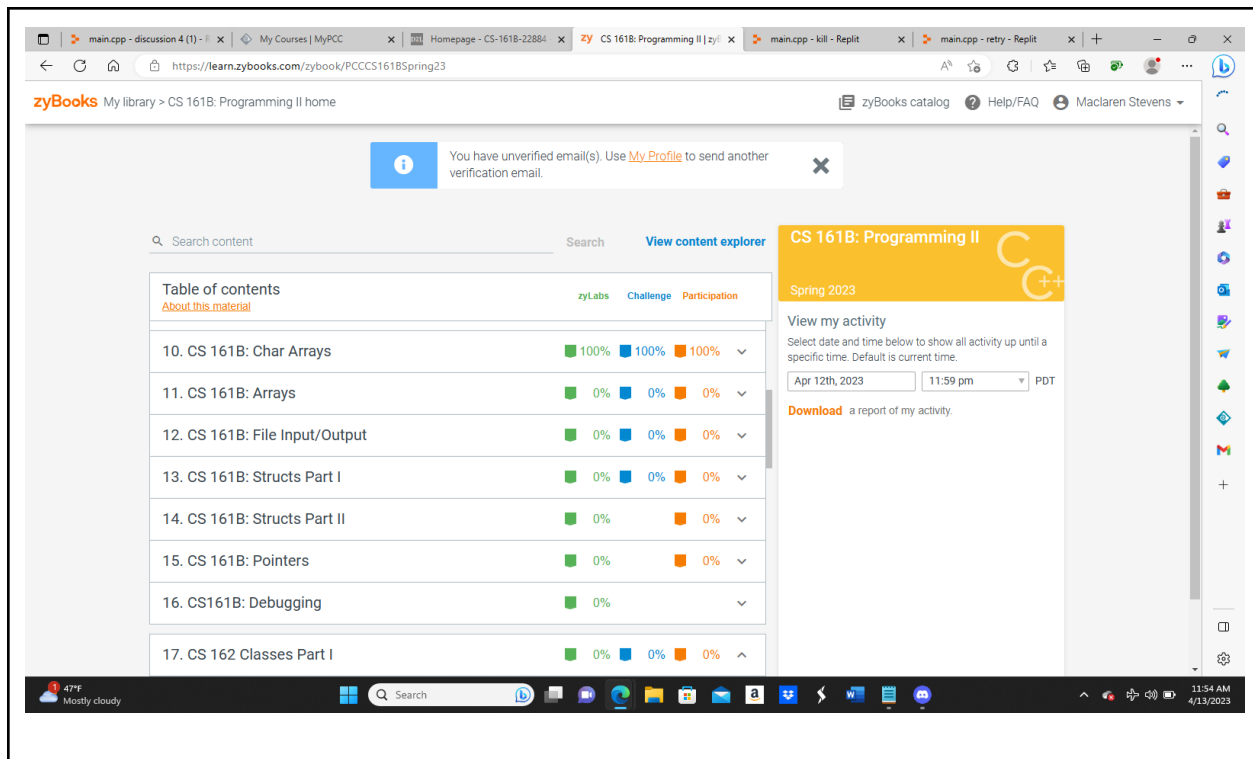 main.cpp - discussion 4 (1) - R
My Courses | MyPCC
Homepage - CS-161B-22884
zy CS 161B: Programming II | zyB
main.cpp - kill - Replit
main.cpp - retry - Replit
https://learn.zybooks.com/zybook/PCCCS161BSpring23
zyBooks My library > CS 161B: Programming II home
zyBooks catalog
Help/FAQ
Maclaren Stevens
You have unverified email(s). Use My Profile to send another
verification email.
Search content
Search
View content explorer
Table of contents
About this material
zyLabs Challenge Participation
10. CS 161B: Char Arrays 100% 100% 100%
11. CS 161B: Arrays 0% 0% 0%
12. CS 161B: File Input/Output 0% 0% 0%
13. CS 161B: Structs Part I 0% 0% 0%
14. CS 161B: Structs Part II 0% 0%
15. CS 161B: Pointers 0% 0%
16. CS161B: Debugging 0%
17. CS 162 Classes Part I 0% 0% 0%
CS 161B: Programming II
C
C++
Spring 2023
View my activity
Select date and time below to show all activity up until a
specific time. Default is current time.
Apr 12th, 2023 11:59 pm PDT
Download a report of my activity.
1
47°F
Mostly cloudy
Search
11:54 AM
4/13/2023